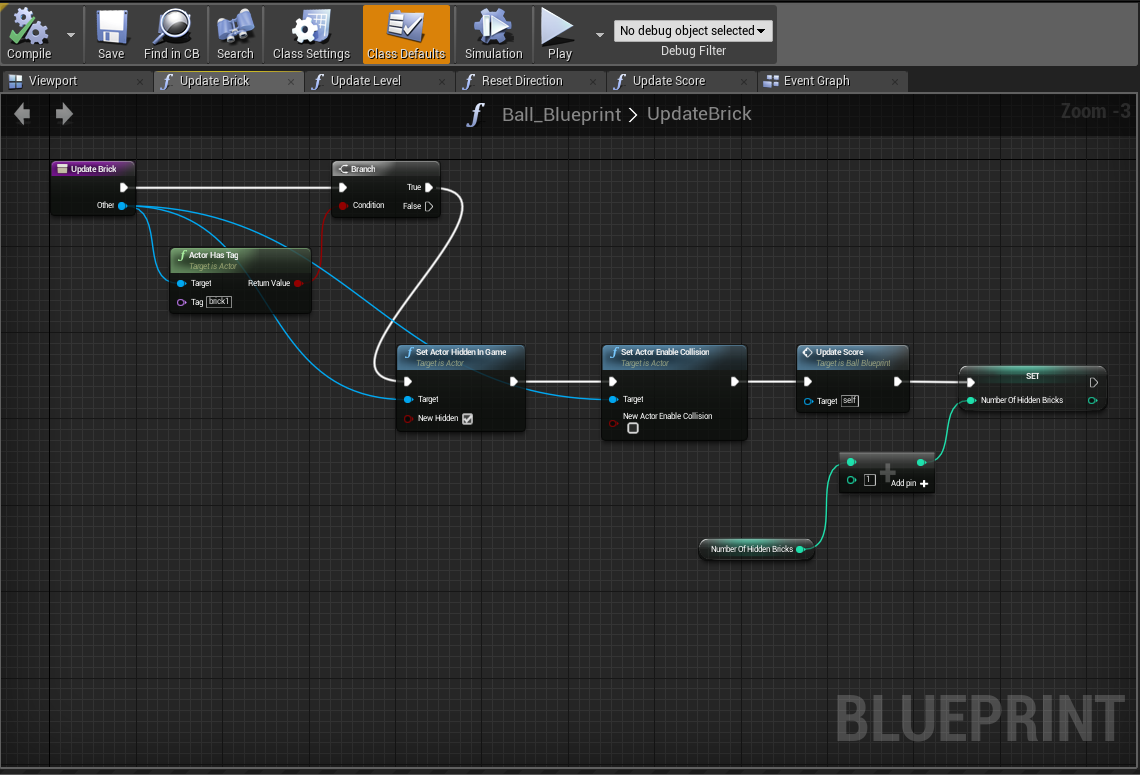 Compile
Save
Find in CB
Search
Class Settings
Class Defaults
Simulation
Play
No debug object selected
Debug Filter
Viewport
Update Brick
Update Level
Reset Direction
Update Score
Event Graph
Ball_Blueprint > UpdateBrick
Zoom -3
Update Brick
Other
Branch
True
Condition
False
Actor Has Tag
Target is Actor
Target
Return Value
Tag brick1
Set Actor Hidden In Game
Target is Actor
Target
New Hidden
Set Actor Enable Collision
Target is Actor
Target
New Actor Enable Collision
Update Score
Target is Ball Blueprint
Target self
SET
Number Of Hidden Bricks
1
Add pin
Number Of Hidden Bricks
BLUEPRINT